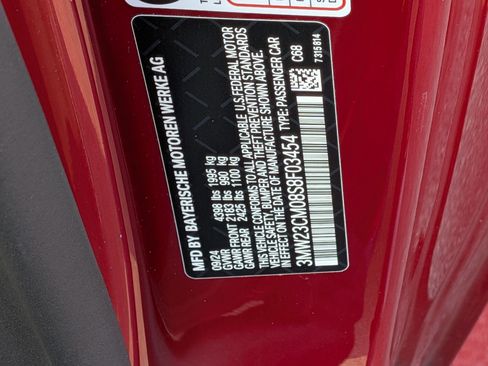 MFD BY BAYERISCHE MOTOREN WERKE AG
09/24 4398 lbs 1995 kg
GVWR
GAWR FRONT 2183 lbs 990 kg
GAWR REAR 2425 lbs 1100 kg
THIS VEHICLE CONFORMS TO ALL APPLICABLE U.S. FEDERAL MOTOR
VEHICLE SAFETY, BUMPER AND THEFT PREVENTION STANDARDS
IN EFFECT ON THE DATE OF MANUFACTURE SHOWN ABOVE.
3MW23CM08S8F03454 TYPE: PASSENGER CAR
C68
7315814